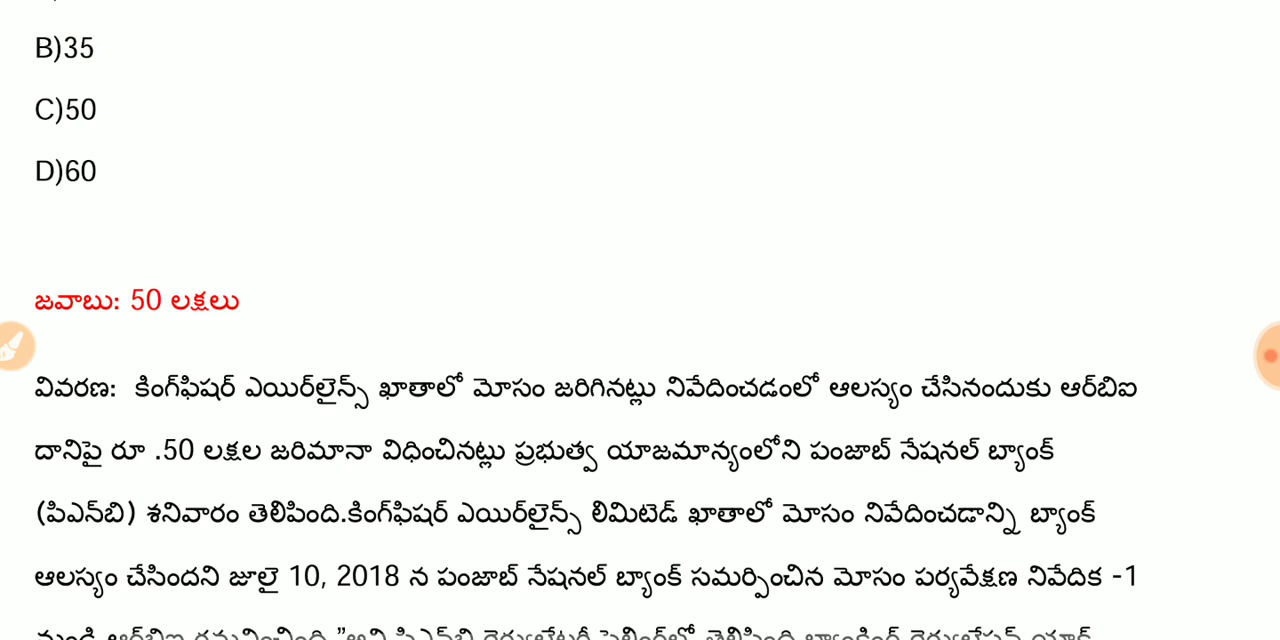 B)35
C)50
D)60
జవాబు: 50 లక్షలు
వివరణ: కింగ్‌ఫిషర్ ఎయిర్‌లైన్స్ ఖాతాలో మోసం జరిగినట్లు నివేదించడంలో ఆలస్యం చేసినందుకు ఆర్‌బిఐ
దానిపై రూ .50 లక్షల జరిమానా విధించినట్లు ప్రభుత్వ యాజమాన్యంలోని పంజాబ్ నేషనల్ బ్యాంక్
(పిఎన్‌బి) శనివారం తెలిపింది.కింగ్‌ఫిషర్ ఎయిర్‌లైన్స్ లిమిటెడ్ ఖాతాలో మోసం నివేదించడాన్ని బ్యాంక్
ఆలస్యం చేసిందని జూలై 10, 2018 న పంజాబ్ నేషనల్ బ్యాంక్ సమర్పించిన మోసం పర్యవేక్షణ నివేదిక -1